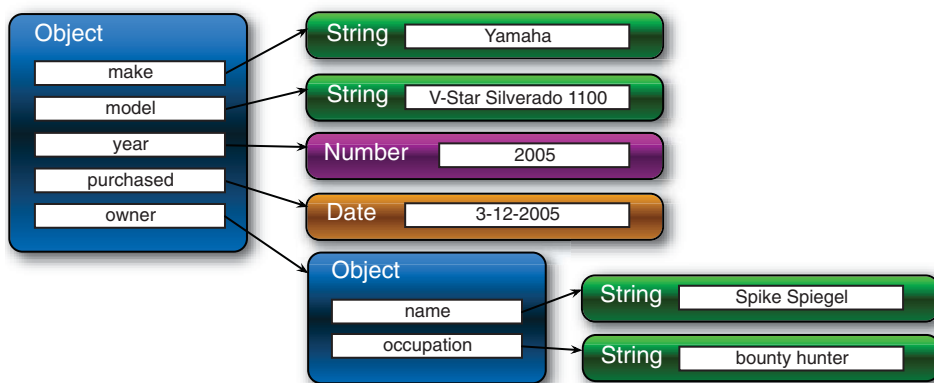 Object
make
model
year
purchased
owner
String Yamaha
String V-Star Silverado 1100
Number 2005
Date 3-12-2005
Object
name
occupation
String Spike Spiegel
String bounty hunter